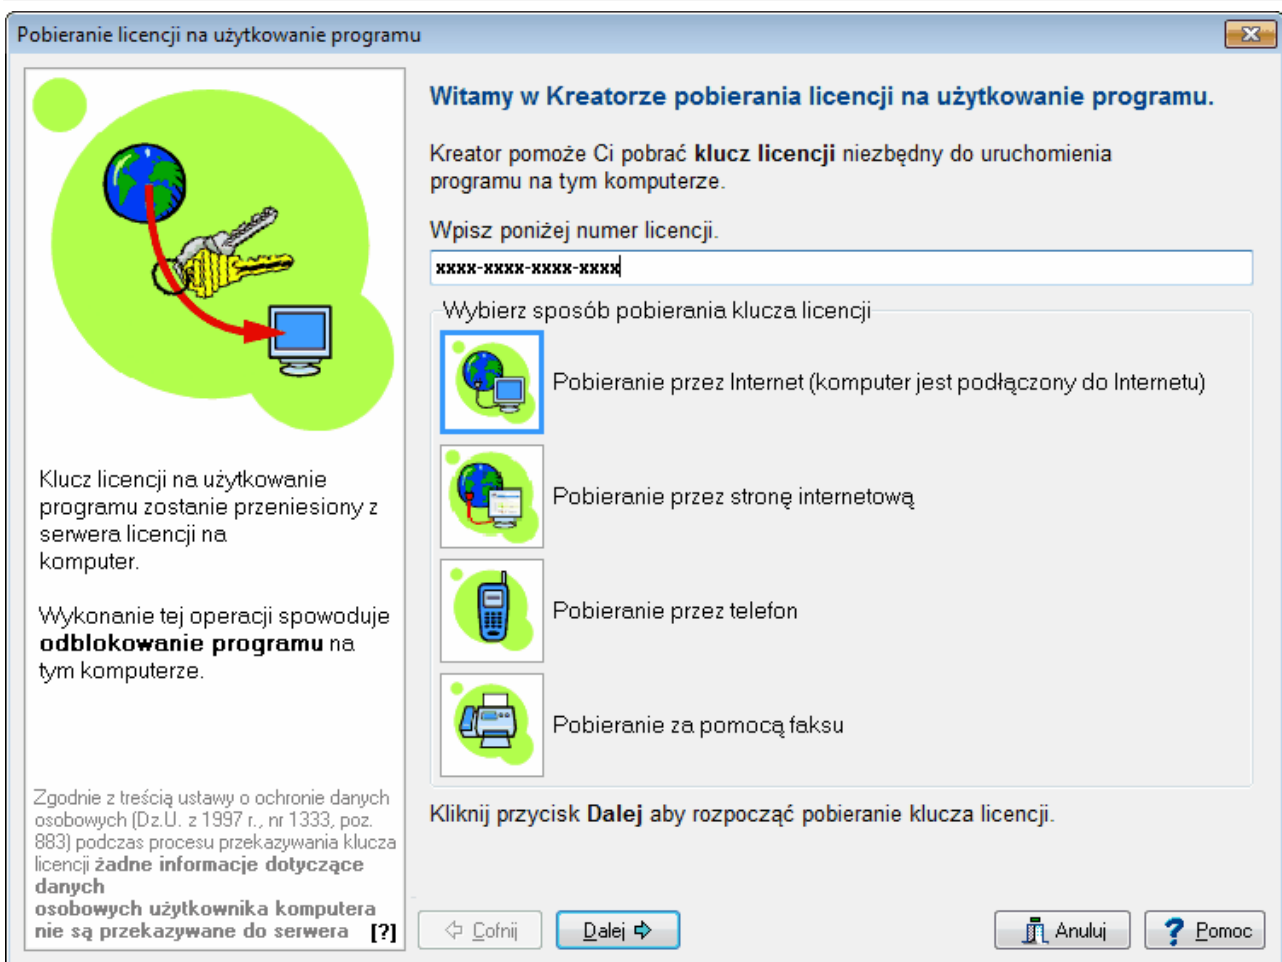 Pobieranie licencji na użytkowanie programu
Witamy w Kreatorze pobierania licencji na użytkowanie programu.
Kreator pomoże Ci pobrać klucz licencji niezbędny do uruchomienia
programu na tym komputerze.
Wpisz poniżej numer licencji.
xxxx-xxxx-xxxx-xxxx
Wybierz sposób pobierania klucza licencji
Pobieranie przez Internet (komputer jest podłączony do Internetu)
Pobieranie przez stronę internetową
Pobieranie przez telefon
Pobieranie za pomocą faksu
Kliknij przycisk Dalej aby rozpocząć pobieranie klucza licencji.
Klucz licencji na użytkowanie
programu zostanie przeniesiony z
serwera licencji na
komputer.
Wykonanie tej operacji spowoduje
odblokowanie programu na
tym komputerze.
Zgodnie z treścią ustawy o ochronie danych
osobowych (Dz.U. z 1997 r., nr 1333, poz.
883) podczas procesu przekazywania klucza
licencji żadne informacje dotyczące
danych
osobowych użytkownika komputera
nie są przekazywane do serwera [?]
Cofnij
Dalej
Anuluj
? Pomoc